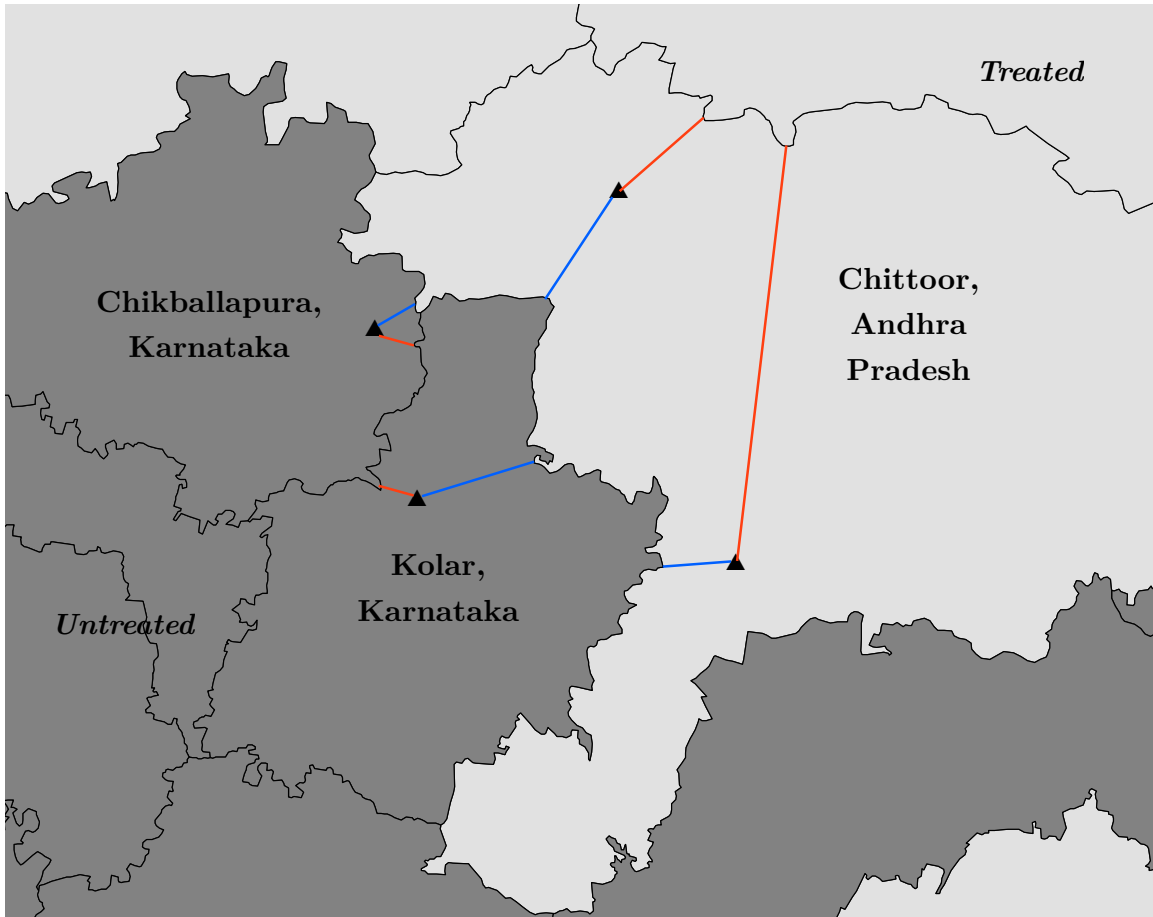 Treated
Chikballapura,
Karnataka
Chittoor,
Andhra
Pradesh
Kolar,
Karnataka
Untreated